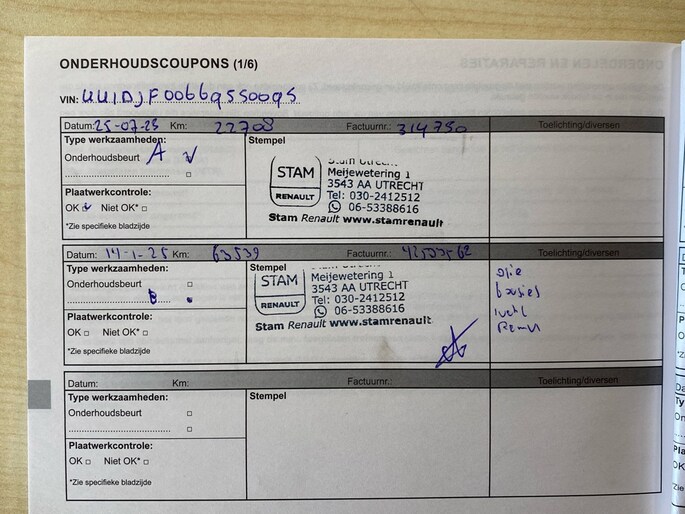 ONDERHOUDSCOUPONS (1/6)
VIN: UU1DJF00669550095
Datum: 25-07-23 Km: 22708 Factuurnr.: 314750 Toelichting/diversen
Type werkzaamheden: Stempel
Onderhoudsbeurt A
Plaatwerkcontrole:
OK Niet OK*
*Zie specifieke bladzijde
STAM
RENAULT
Stam Utrecht
Meijewetering 1
3543 AA UTRECHT
Tel: 030-2412512
06-53388616
Stam Renault www.stamrenault
Datum: 14-1-25 Km: 63539 Factuurnr.: Toelichting/diversen
Type werkzaamheden: Stempel
Onderhoudsbeurt
B
Plaatwerkcontrole:
OK Niet OK*
*Zie specifieke bladzijde
STAM
RENAULT
Meijewetering 1
3543 AA UTRECHT
Tel: 030-2412512
06-53388616
Stam Renault www.stamrenault
olie
bougies
lucht
Datum: Km: Factuurnr.: Toelichting/diversen
Type werkzaamheden: Stempel
Onderhoudsbeurt
Plaatwerkcontrole:
OK Niet OK*
*Zie specifieke bladzijde